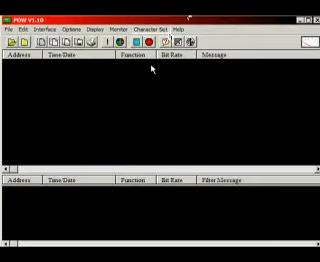 PDW V1.10
File Edit Interface Options Display Monitor Character Set Help
Address Time/Date Function Bit Rate Message
Address Time/Date Function Bit Rate Filter Message